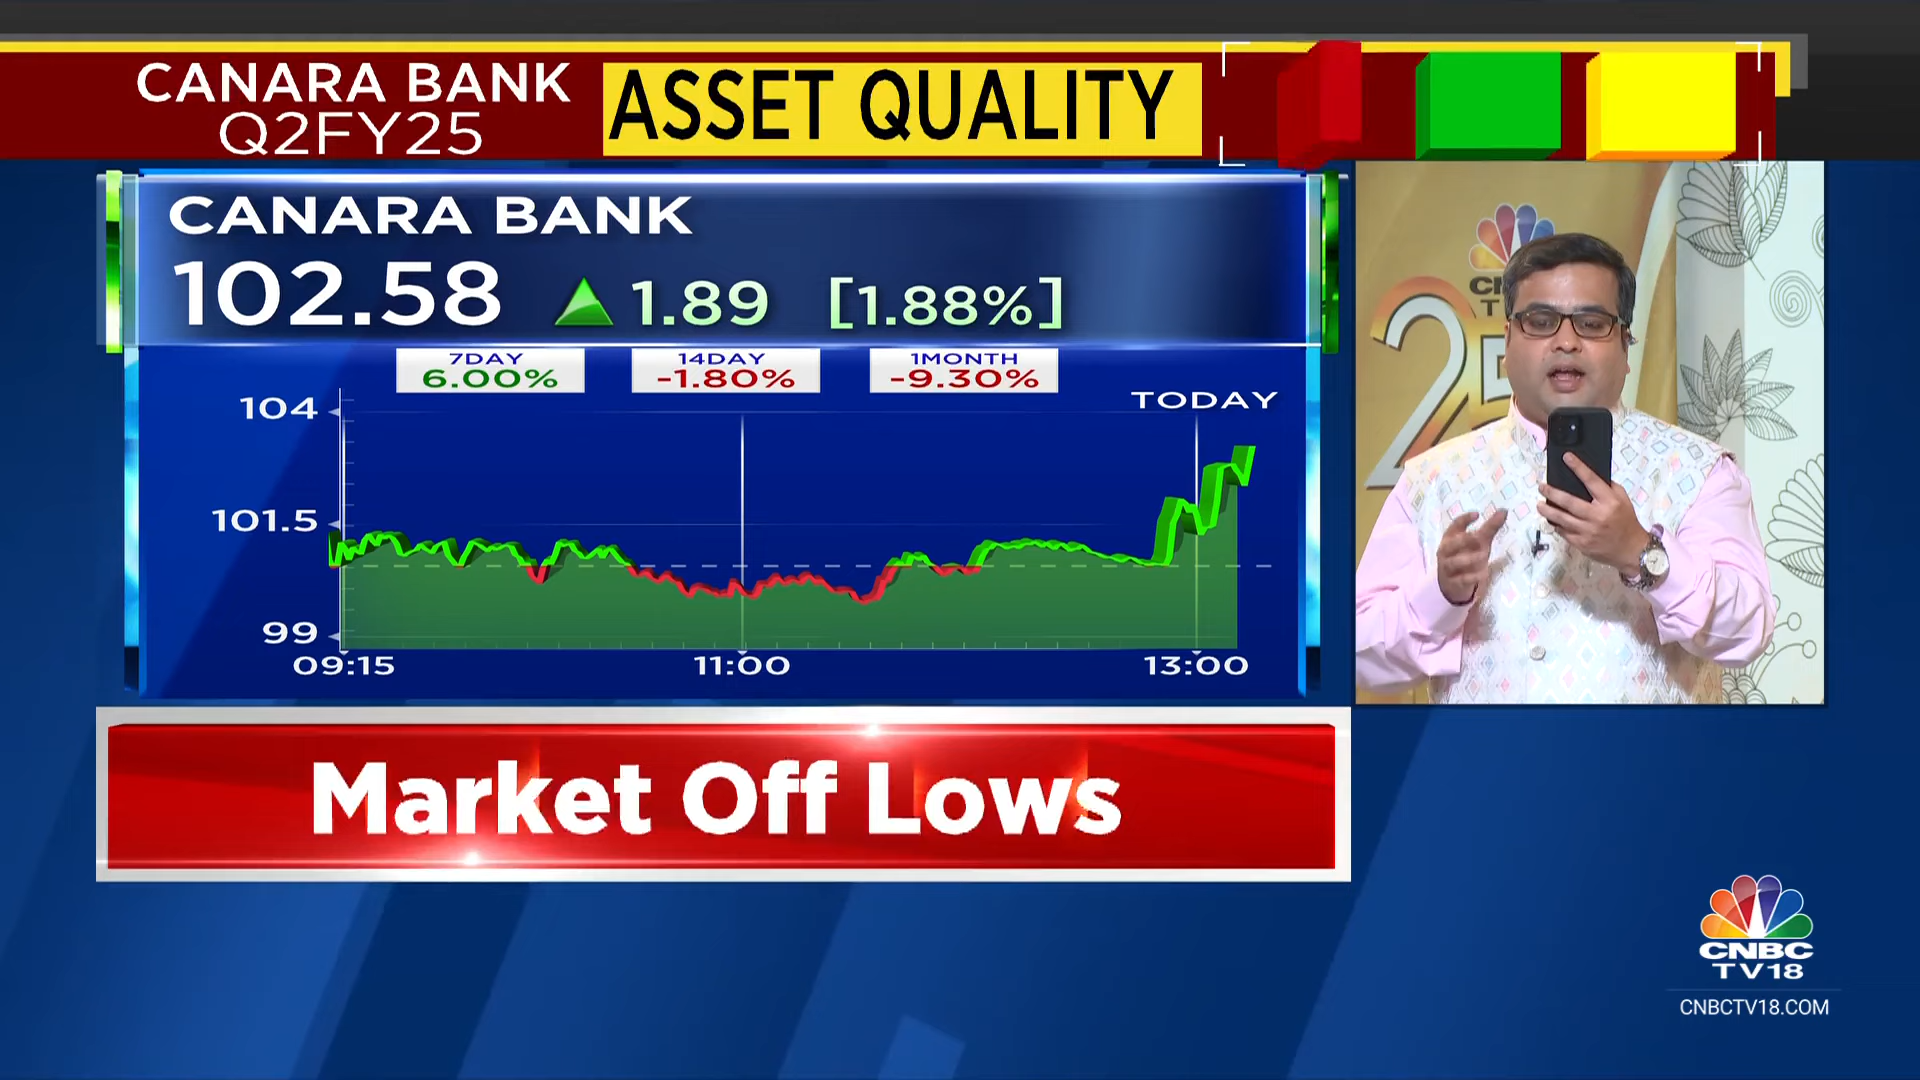 CANARA BANK
Q2FY25
ASSET QUALITY
CANARA BANK
102.58 ▲ 1.89 [1.88%]
7DAY
6.00%
14DAY
-1.80%
1MONTH
-9.30%
TODAY
104
101.5
99
09:15 11:00 13:00
25
Market Off Lows
CNBC
TV18
CNBCTV18.COM